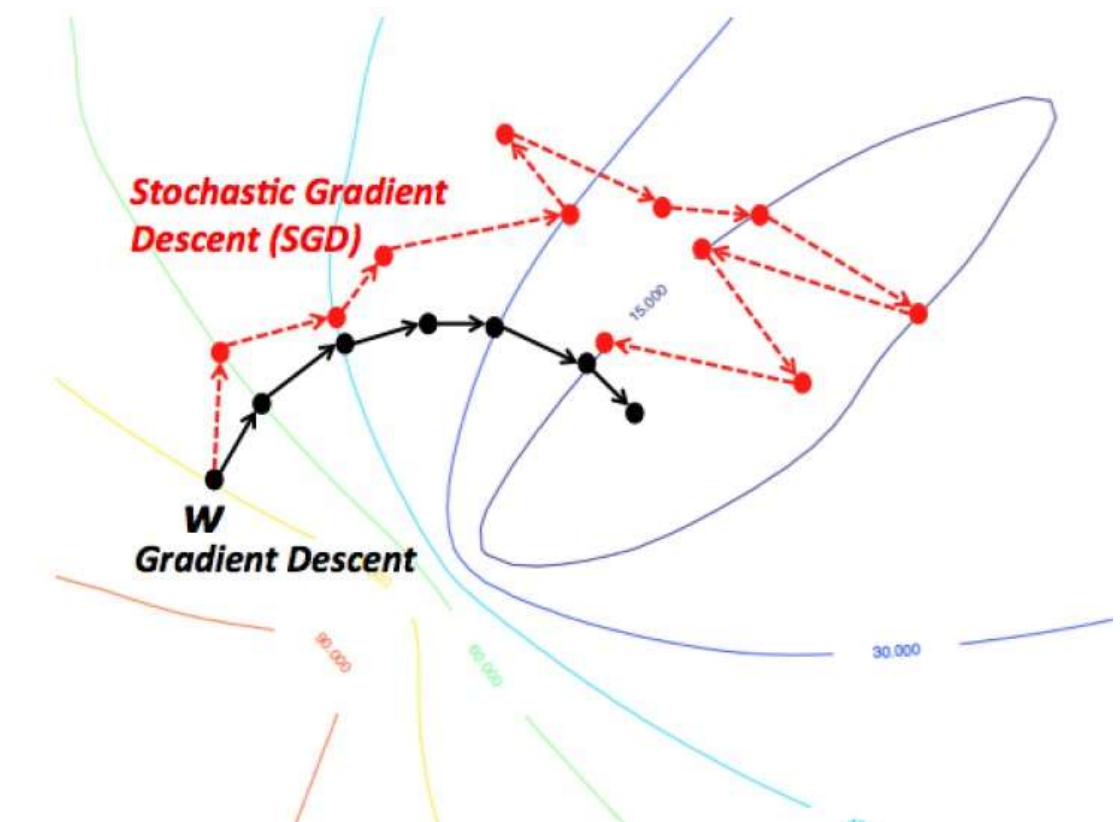 Stochastic Gradient
Descent (SGD)
15.000
W
Gradient Descent
90.000
60.000
30.000